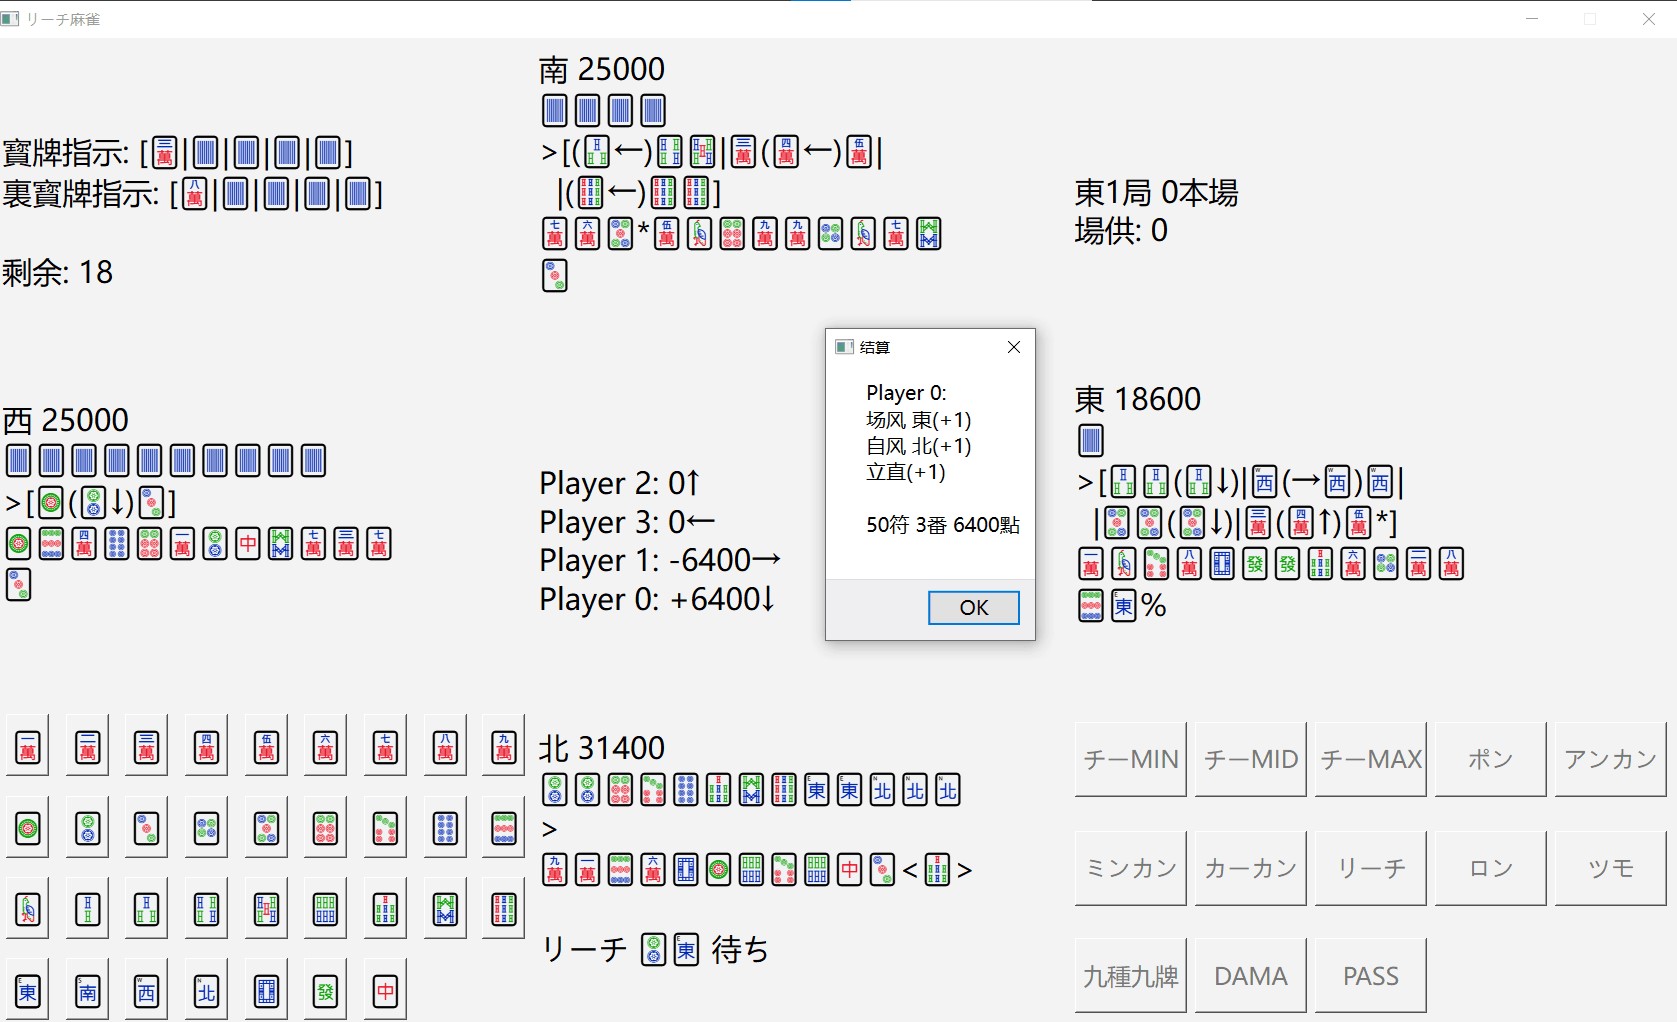 リーチ麻雀
寶牌指示: [🀉|🀫|🀫|🀫|🀫]
裏寶牌指示: [🀎|🀫|🀫|🀫|🀫]
剩余: 18
南 25000
🀫🀫🀫🀫
>[(🀒←)🀓🀔|🀉(🀊←)🀋|
|(🀘←)🀘🀘]
🀍🀌🀝*🀋🀐🀞🀏🀏🀜🀐🀍🀗
🀛
東1局 0本場
場供: 0
西 25000
🀫🀫🀫🀫🀫🀫🀫🀫🀫🀫
>[🀙(🀚↓)🀛]
🀙🀡🀊🀠🀞🀇🀚🀄🀗🀍🀉🀍
🀛
Player 2: 0↑
Player 3: 0←
Player 1: -6400→
Player 0: +6400↓
结算
Player 0:
场风 東(+1)
自风 北(+1)
立直(+1)
50符 3番 6400點
OK
東 18600
🀫
>[🀒🀒(🀒↓)|🀂(→🀂)🀂|
|🀝🀝(🀝↓)|🀉(🀊↑)🀋*]
🀇🀐🀟🀎🀆🀅🀅🀖🀌🀜🀈🀎
🀡🀀%
🀇🀈🀉🀊🀋🀌🀍🀎🀏
🀙🀚🀛🀜🀝🀞🀟🀠🀡
🀐🀑🀒🀓🀔🀕🀖🀗🀘
🀀🀁🀂🀃🀆🀅🀄
北 31400
🀚🀚🀞🀟🀠🀖🀗🀘🀀🀀🀃🀃🀃
>
🀏🀇🀡🀌🀆🀙🀕🀟🀕🀄🀛<🀖>
リーチ 🀚🀀 待ち
チーMIN チーMID チーMAX ポン アンカン
ミンカン カーカン リーチ ロン ツモ
九種九牌 DAMA PASS